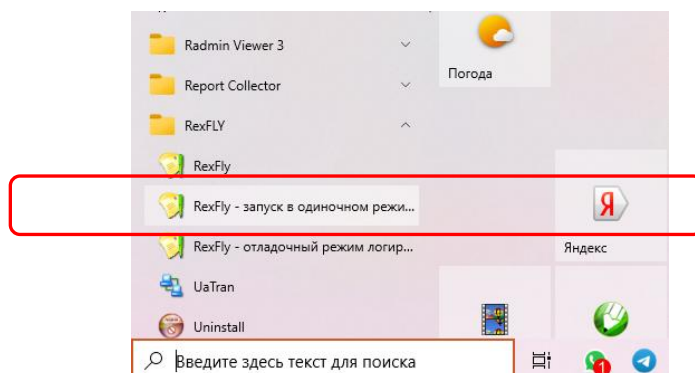 Radmin Viewer 3
Погода
Report Collector
RexFLY
RexFly
RexFly - запуск в одиночном режи...
Я
RexFly - отладочный режим логир...
Яндекс
UaTran
Uninstall
Введите здесь текст для поиска
1